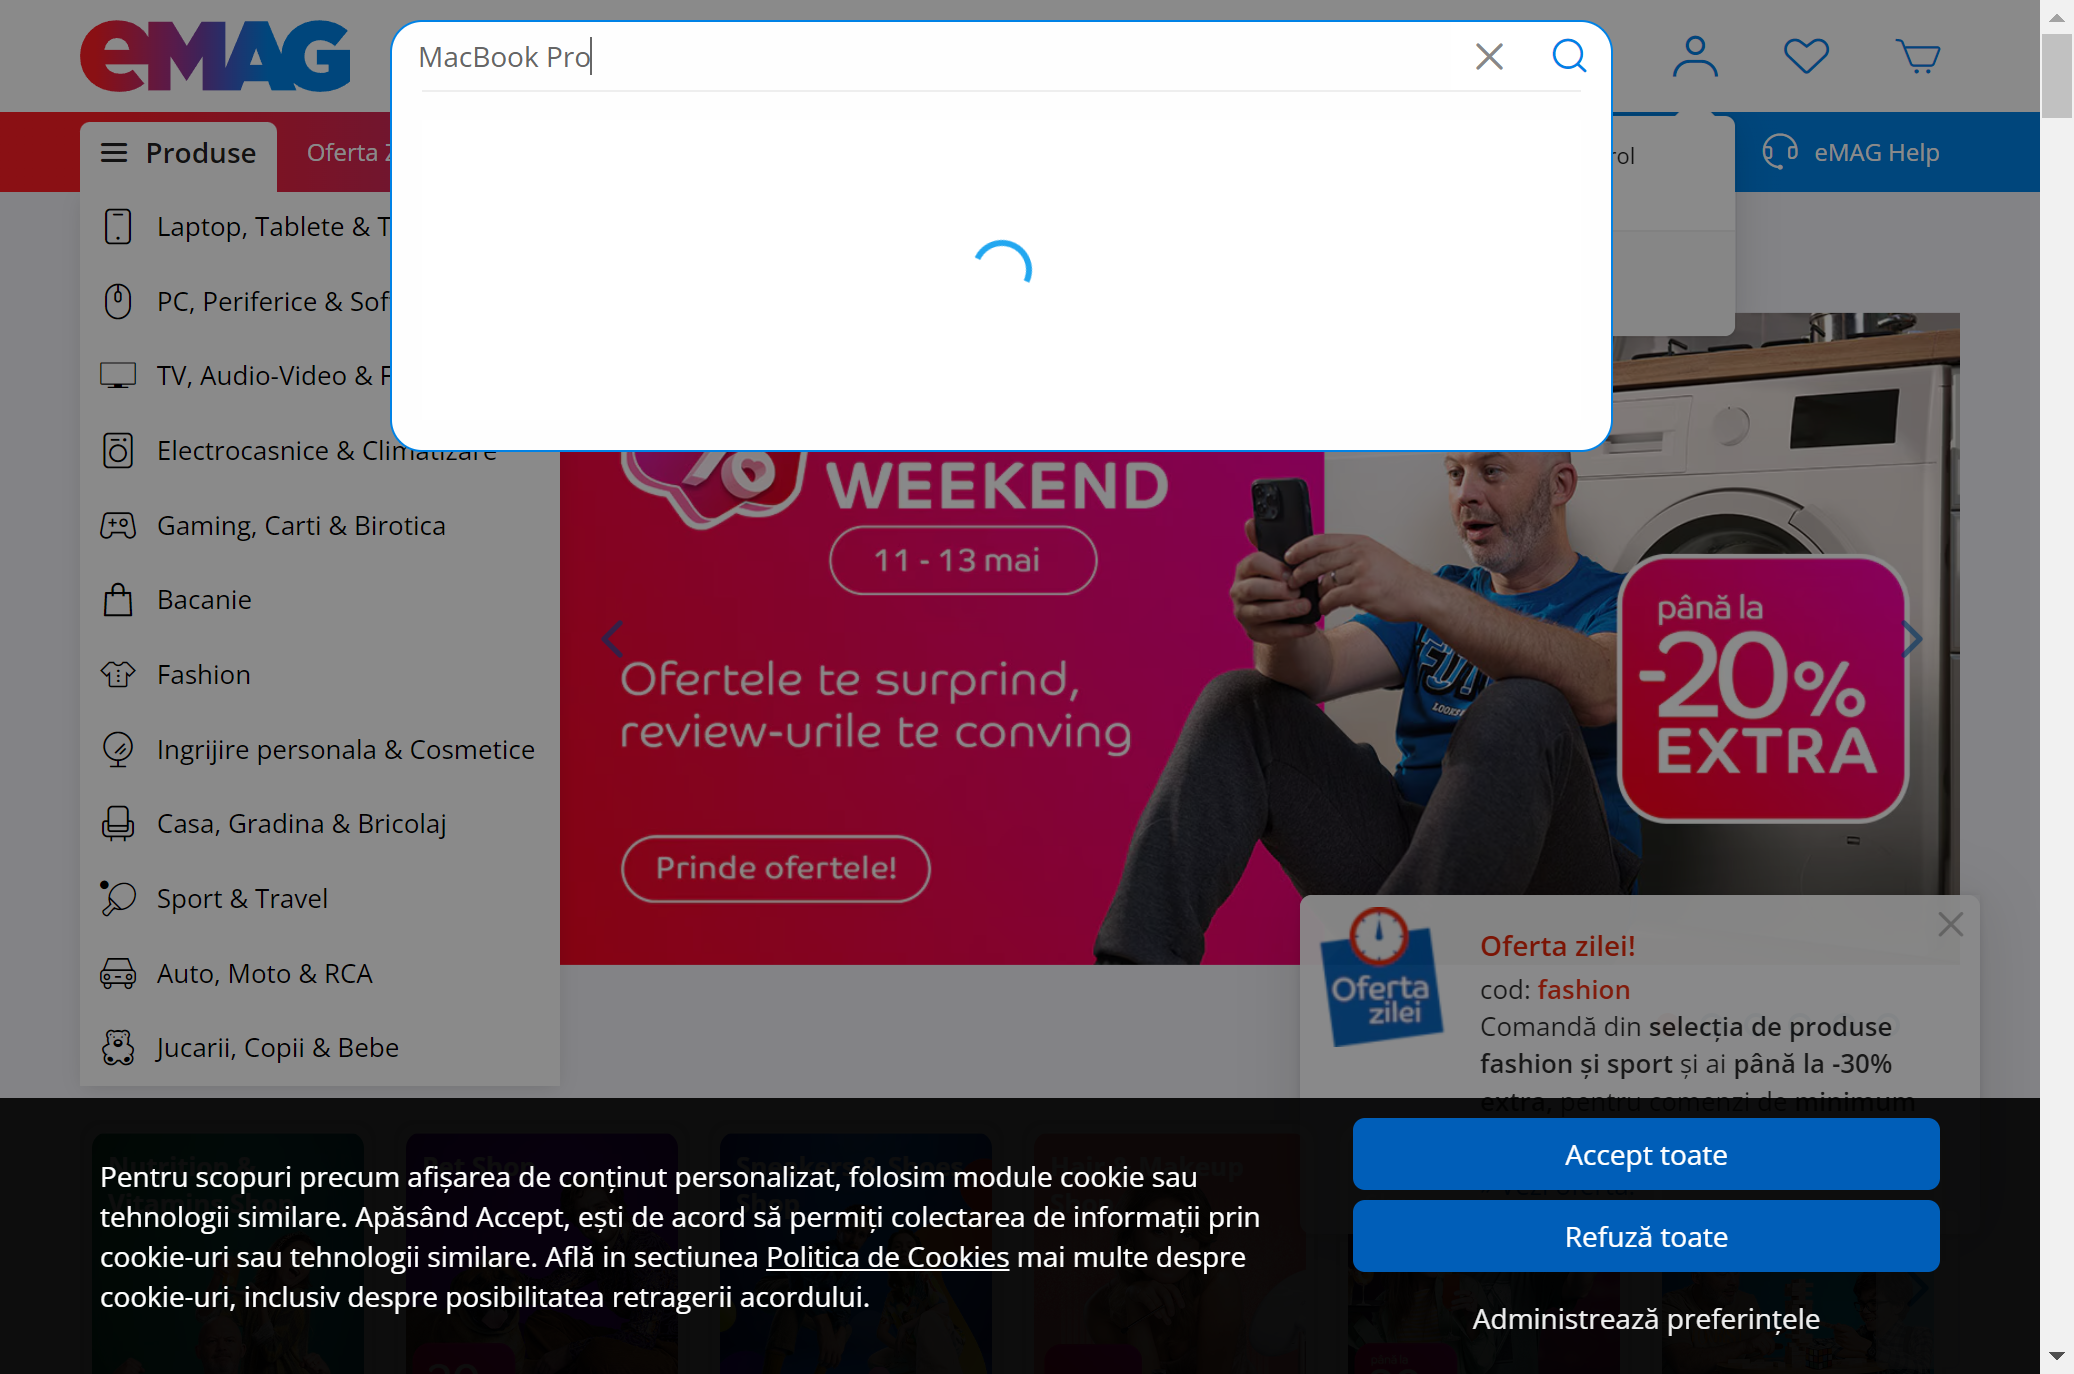 eMAG
MacBook Pro
Produse
Oferta Z
rol
eMAG Help
Laptop, Tablete & T
PC, Periferice & Sof
TV, Audio-Video & F
Electrocasnice & Climatizare
Gaming, Carti & Birotica
Bacanie
Fashion
Ingrijire personala & Cosmetice
Casa, Gradina & Bricolaj
Sport & Travel
Auto, Moto & RCA
Jucarii, Copii & Bebe
WEEKEND
11 - 13 mai
Ofertele te surprind,
review-urile te conving
Prinde ofertele!
până la
-20%
EXTRA
Oferta
zilei
Oferta zilei!
cod: fashion
Comandă din selecția de produse
fashion și sport și ai până la -30%
extra, pentru comenzi de minimum
Pentru scopuri precum afișarea de conținut personalizat, folosim module cookie sau
tehnologii similare. Apăsând Accept, ești de acord să permiți colectarea de informații prin
cookie-uri sau tehnologii similare. Află in sectiunea Politica de Cookies mai multe despre
cookie-uri, inclusiv despre posibilitatea retragerii acordului.
Accept toate
Refuză toate
Administrează preferințele